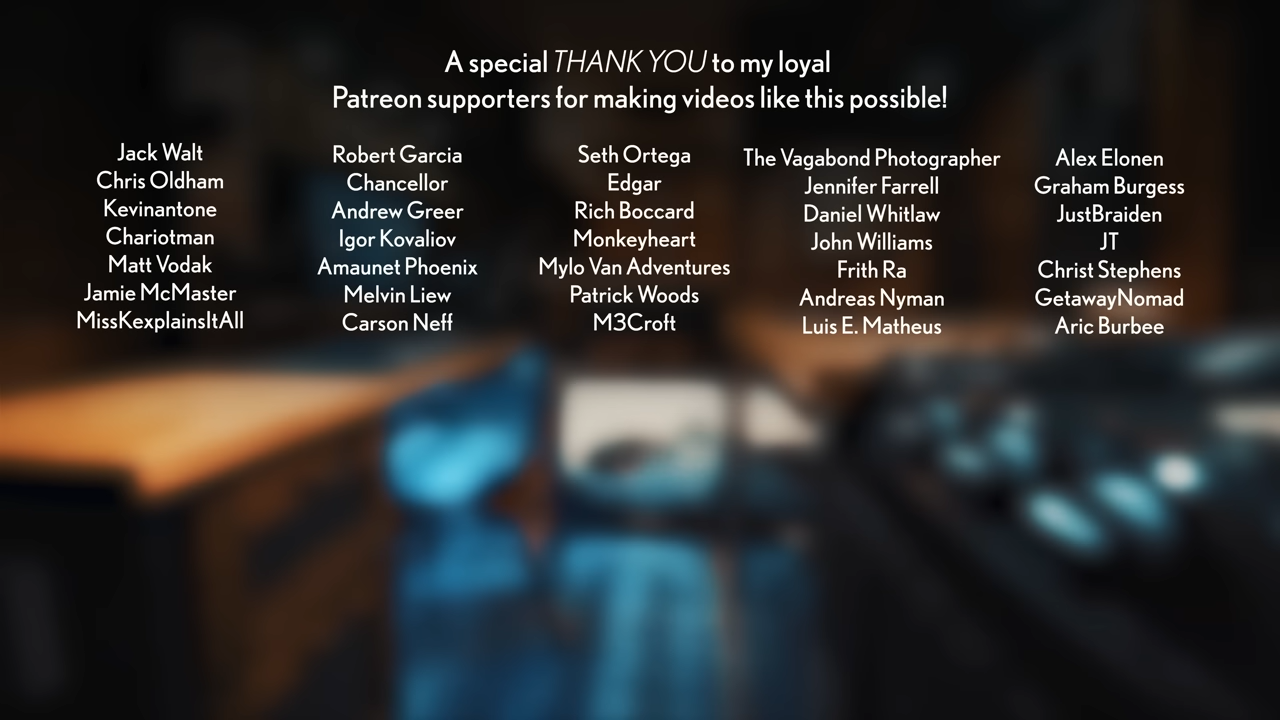 A special THANK YOU to my loyal
Patreon supporters for making videos like this possible!
Jack Walt
Chris Oldham
Kevinantone
Chariotman
Matt Vodak
Jamie McMaster
MissKexplainsItAll
Robert Garcia
Chancellor
Andrew Greer
Igor Kovaliov
Amaunet Phoenix
Melvin Liew
Carson Neff
Seth Ortega
Edgar
Rich Boccard
Monkeyheart
Mylo Van Adventures
Patrick Woods
M3Croft
The Vagabond Photographer
Jennifer Farrell
Daniel Whitlaw
John Williams
Frith Ra
Andreas Nyman
Luis E. Matheus
Alex Elonen
Graham Burgess
JustBraiden
JT
Christ Stephens
GetawayNomad
Aric Burbee